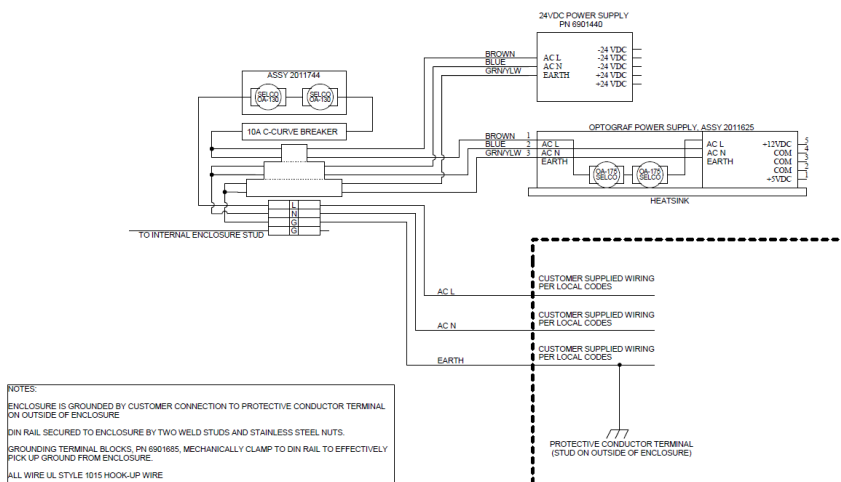 24VDC POWER SUPPLY
PN 6901440
BROWN
BLUE
GRN/YLW
AC L
AC N
EARTH
-24 VDC
-24 VDC
-24 VDC
+24 VDC
+24 VDC
ASSY 2011744
SELCO
OA-130
SELCO
OA-130
10A C-CURVE BREAKER
OPTOGRAF POWER SUPPLY, ASSY 2011625
BROWN 1
BLUE 2
GRN/YLW 3
AC L
AC N
EARTH
OA-175
SELCO
OA-175
SELCO
AC L
AC N
EARTH
+12VDC 5
COM 4
COM 3
COM 2
+5VDC 1
HEATSINK
L
N
G
G
TO INTERNAL ENCLOSURE STUD
AC L
CUSTOMER SUPPLIED WIRING
PER LOCAL CODES
AC N
CUSTOMER SUPPLIED WIRING
PER LOCAL CODES
EARTH
CUSTOMER SUPPLIED WIRING
PER LOCAL CODES
PROTECTIVE CONDUCTOR TERMINAL
(STUD ON OUTSIDE OF ENCLOSURE)
NOTES:
ENCLOSURE IS GROUNDED BY CUSTOMER CONNECTION TO PROTECTIVE CONDUCTOR TERMINAL
ON OUTSIDE OF ENCLOSURE
DIN RAIL SECURED TO ENCLOSURE BY TWO WELD STUDS AND STAINLESS STEEL NUTS.
GROUNDING TERMINAL BLOCKS, PN 6901685, MECHANICALLY CLAMP TO DIN RAIL TO EFFECTIVELY
PICK UP GROUND FROM ENCLOSURE.
ALL WIRE UL STYLE 1015 HOOK-UP WIRE